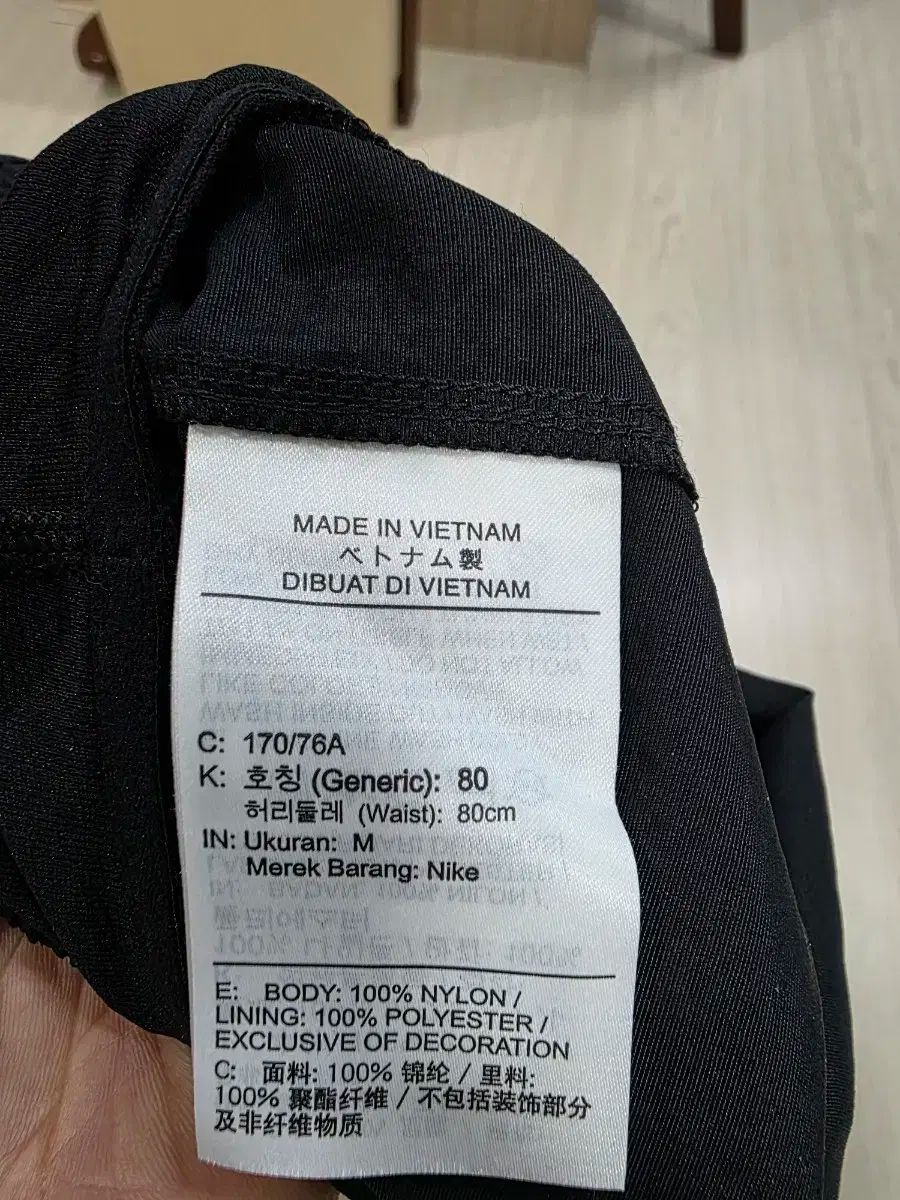 MADE IN VIETNAM
ベトナム製
DIBUAT DI VIETNAM
C: 170/76A
K: 호칭 (Generic): 80
허리둘레 (Waist): 80cm
IN: Ukuran: M
Merek Barang: Nike
E: BODY: 100% NYLON /
LINING: 100% POLYESTER /
EXCLUSIVE OF DECORATION
C: 面料: 100% 锦纶 / 里料:
100% 聚酯纤维 / 不包括装饰部分
及非纤维物质